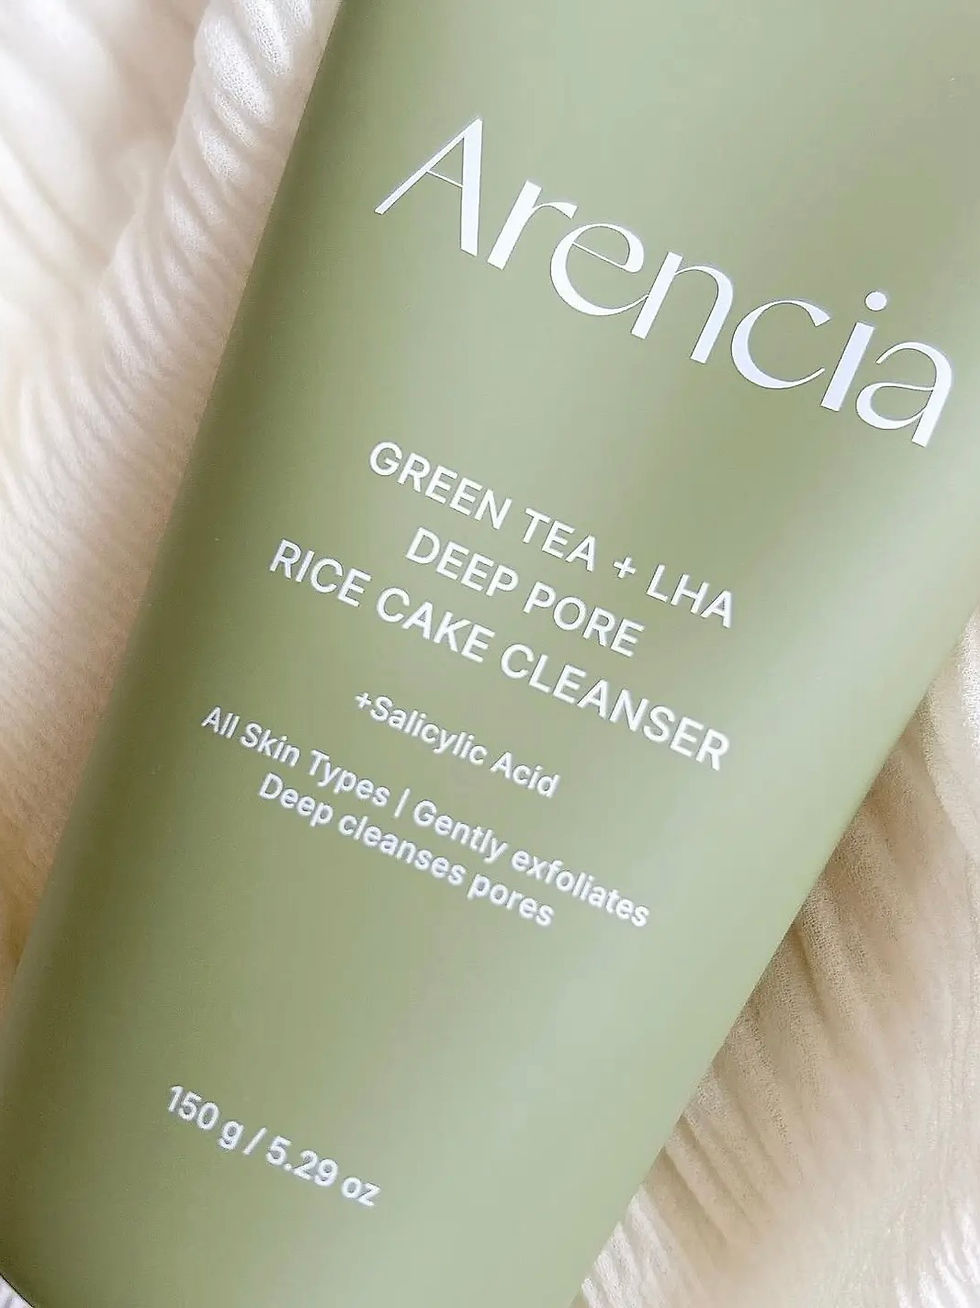 Arencia
GREEN TEA + LHA
DEEP PORE
RICE CAKE CLEANSER
+Salicylic Acid
All Skin Types | Gently exfoliates
Deep cleanses pores
150 g / 5.29 oz